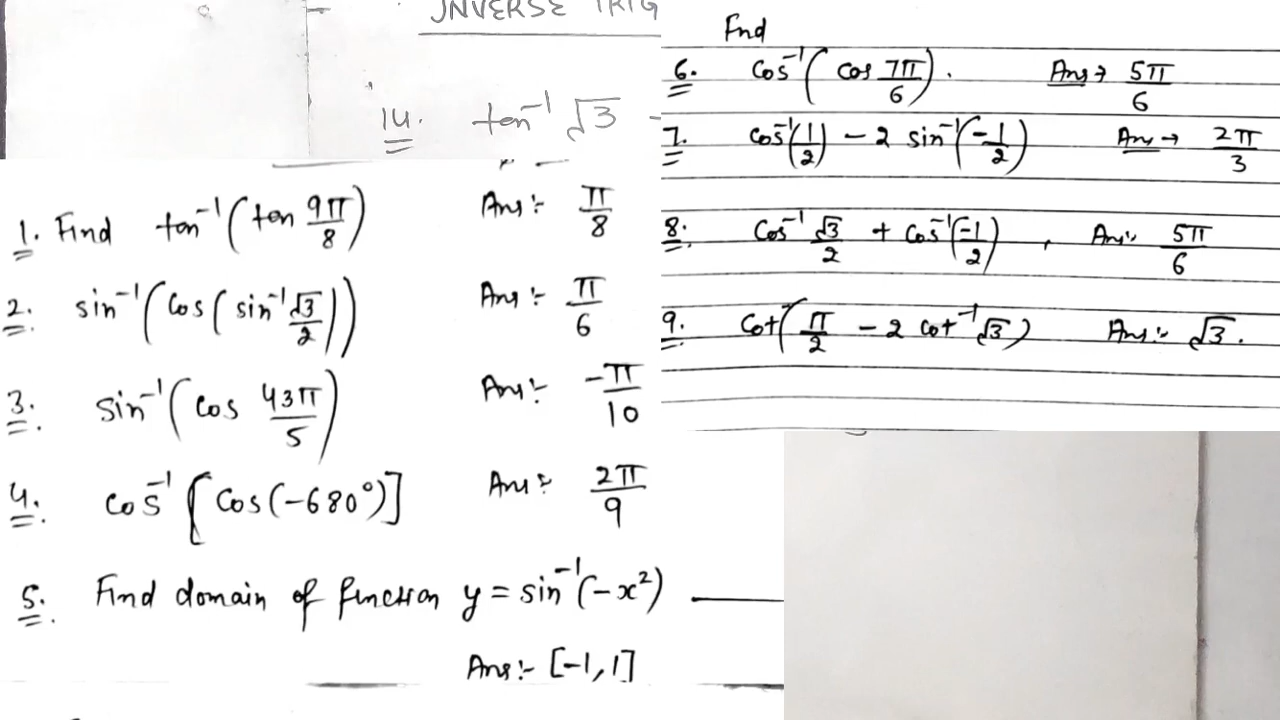 INVERSE TRIG
14. tan⁻¹ √3 -
1. Find tan⁻¹(tan 9π/8) Ans:- π/8
2. sin⁻¹(cos(sin⁻¹ √3/2)) Ans:- π/6
3. sin⁻¹(cos 43π/5) Ans:- -π/10
4. cos⁻¹[cos(-680°)] Ans:- 2π/9
5. Find domain of function y = sin⁻¹(-x²)
Ans:- [-1,1]
Fnd
6. cos⁻¹(cos 7π/6). Ans→ 5π/6
7. cos⁻¹(1/2) - 2 sin⁻¹(-1/2) Ans→ 2π/3
8. cos⁻¹ √3/2 + cos⁻¹(-1/2), Ans:- 5π/6
9. cot(π/2 - 2 cot⁻¹√3) Ans:- √3.